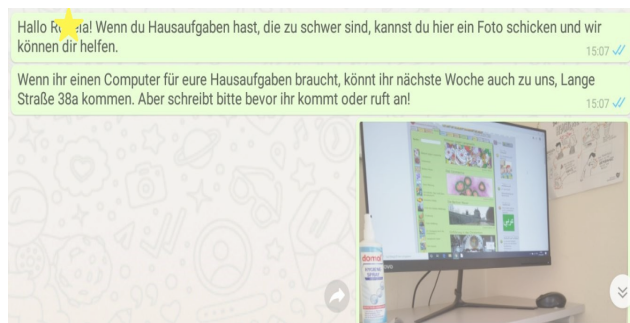 Hallo R eia! Wenn du Hausaufgaben hast, die zu schwer sind, kannst du hier ein Foto schicken und wir
können dir helfen.
15:07
Wenn ihr einen Computer für eure Hausaufgaben braucht, könnt ihr nächste Woche auch zu uns, Lange
Straße 38a kommen. Aber schreibt bitte bevor ihr kommt oder ruft an!
15:07
domol